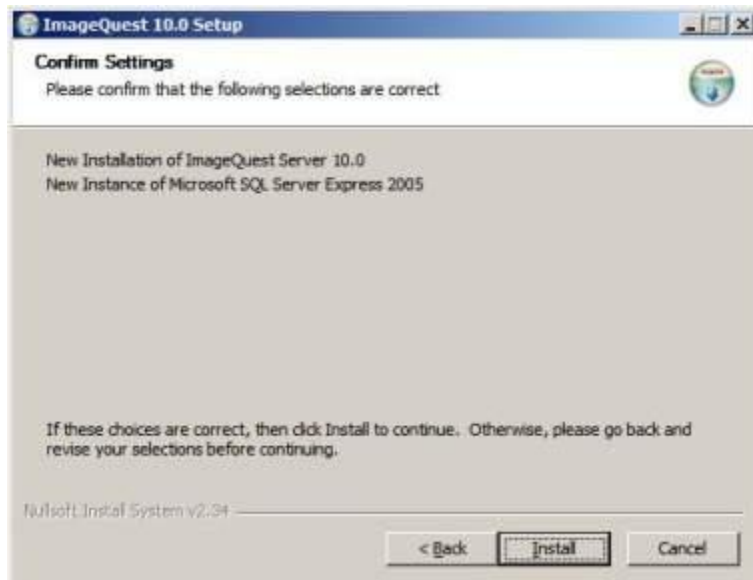 ImageQuest 10.0 Setup
Confirm Settings
Please confirm that the following selections are correct
New Installation of ImageQuest Server 10.0
New Instance of Microsoft SQL Server Express 2005
If these choices are correct, then click Install to continue. Otherwise, please go back and
revise your selections before continuing.
Nullsoft Install System v2.34
< Back
Install
Cancel